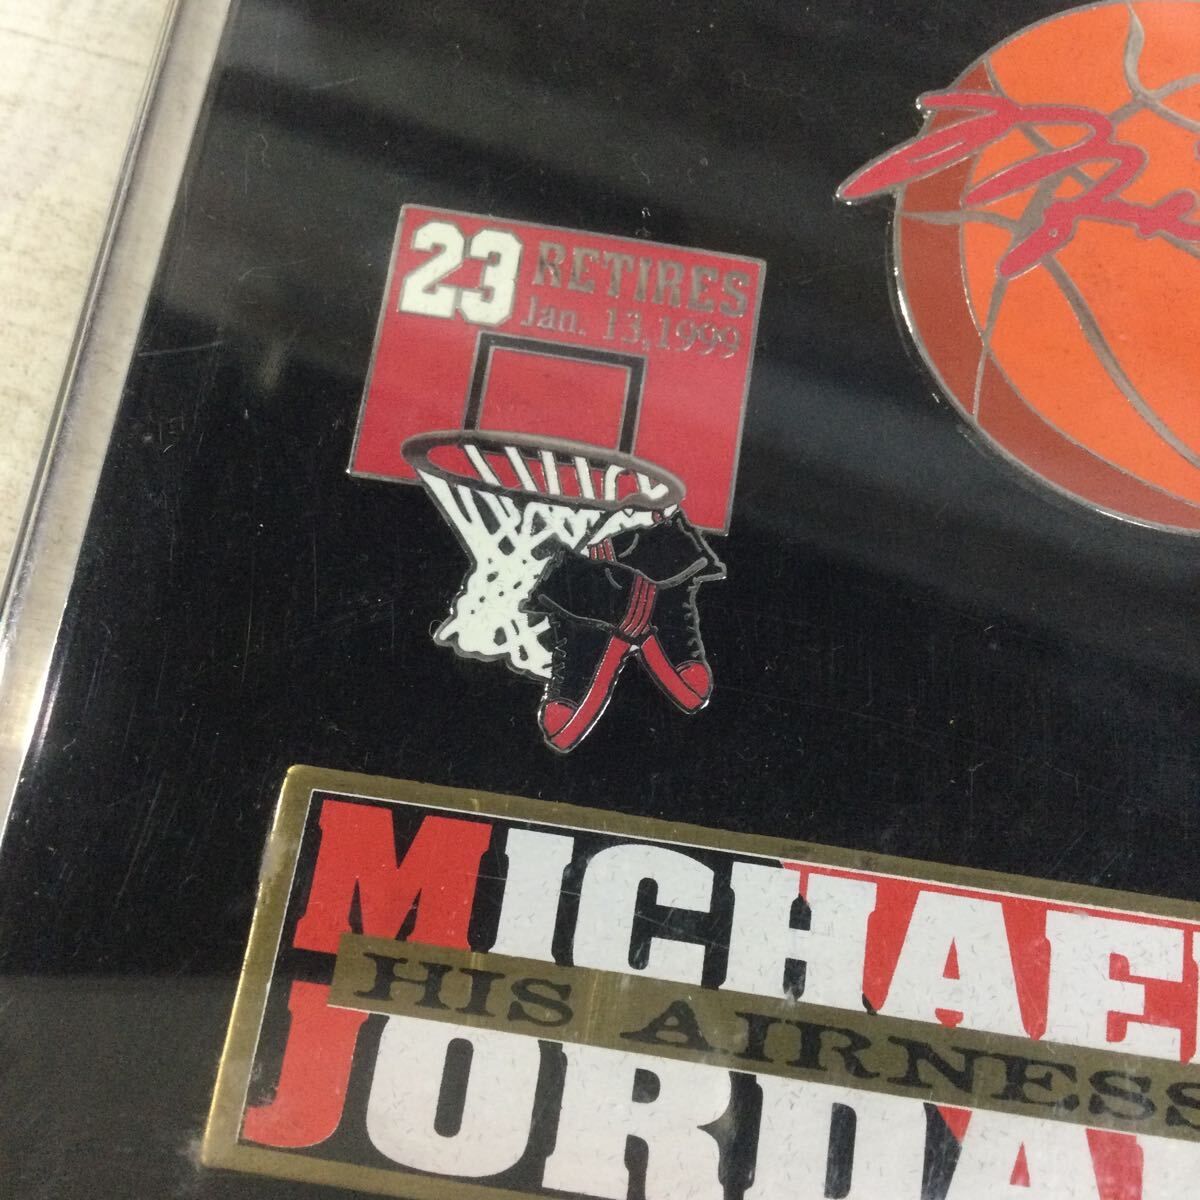 23 RETIRES
Jan. 13, 1999
MICHAE
HIS AIRNESS
JORDA